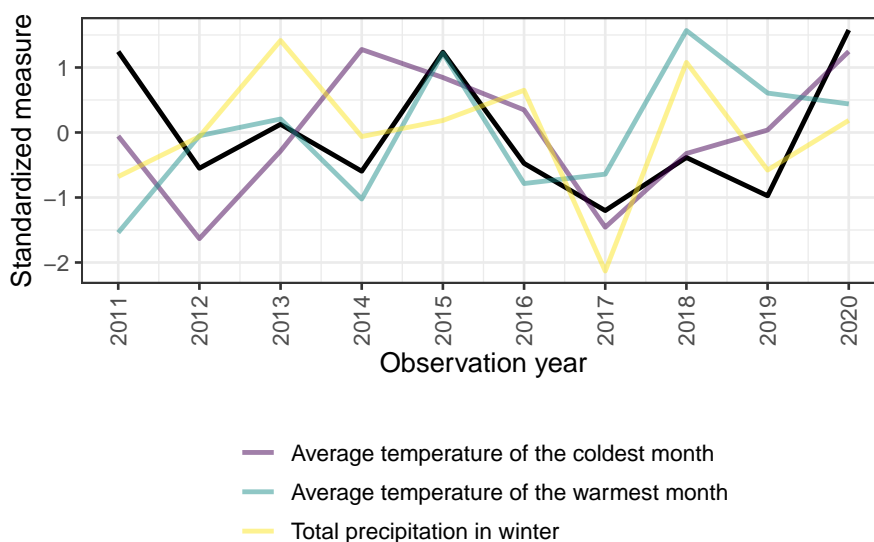 Standardized measure
1
0
−1
−2
2011
2012
2013
2014
2015
2016
2017
2018
2019
2020
Observation year
Average temperature of the coldest month
Average temperature of the warmest month
Total precipitation in winter